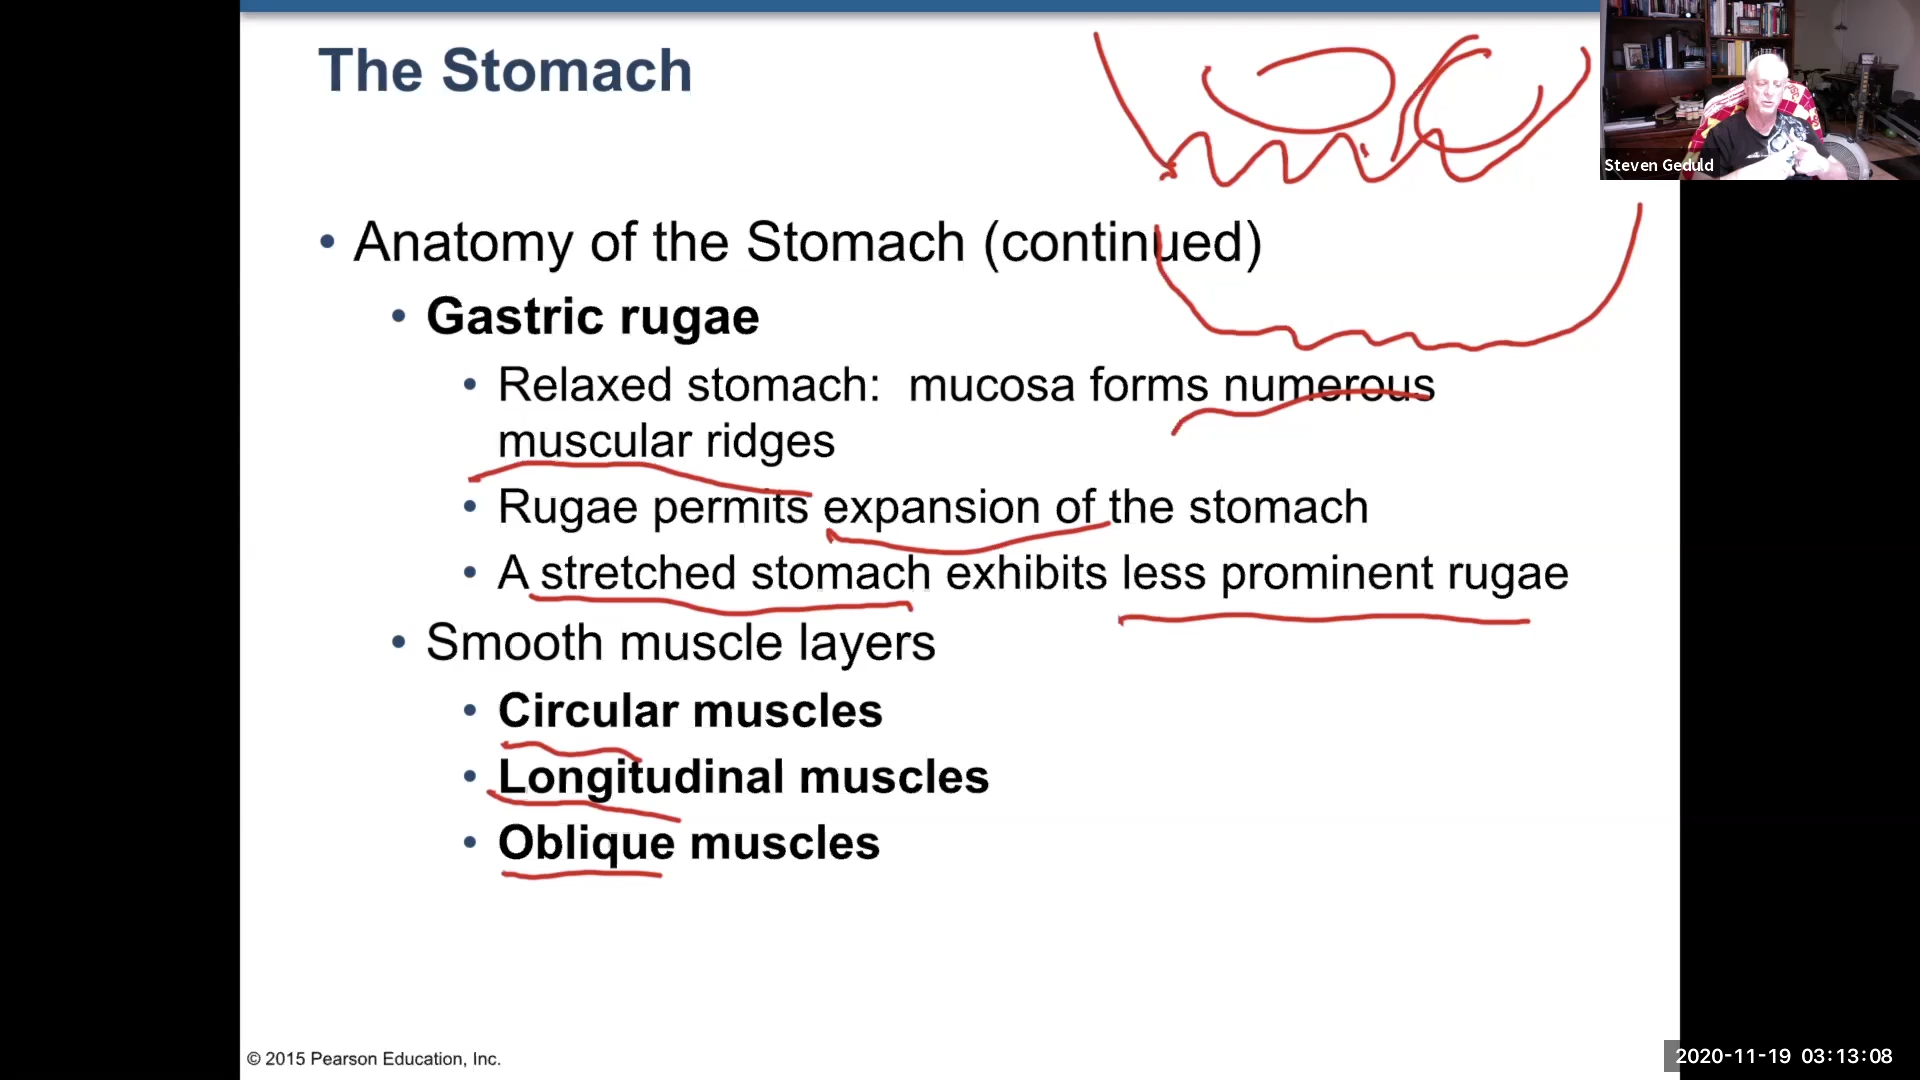 The Stomach
Steven Geduld
• Anatomy of the Stomach (continued)
• Gastric rugae
• Relaxed stomach: mucosa forms numerous
muscular ridges
• Rugae permits expansion of the stomach
• A stretched stomach exhibits less prominent rugae
• Smooth muscle layers
• Circular muscles
• Longitudinal muscles
• Oblique muscles
© 2015 Pearson Education, Inc.
2020-11-19 03:13:08